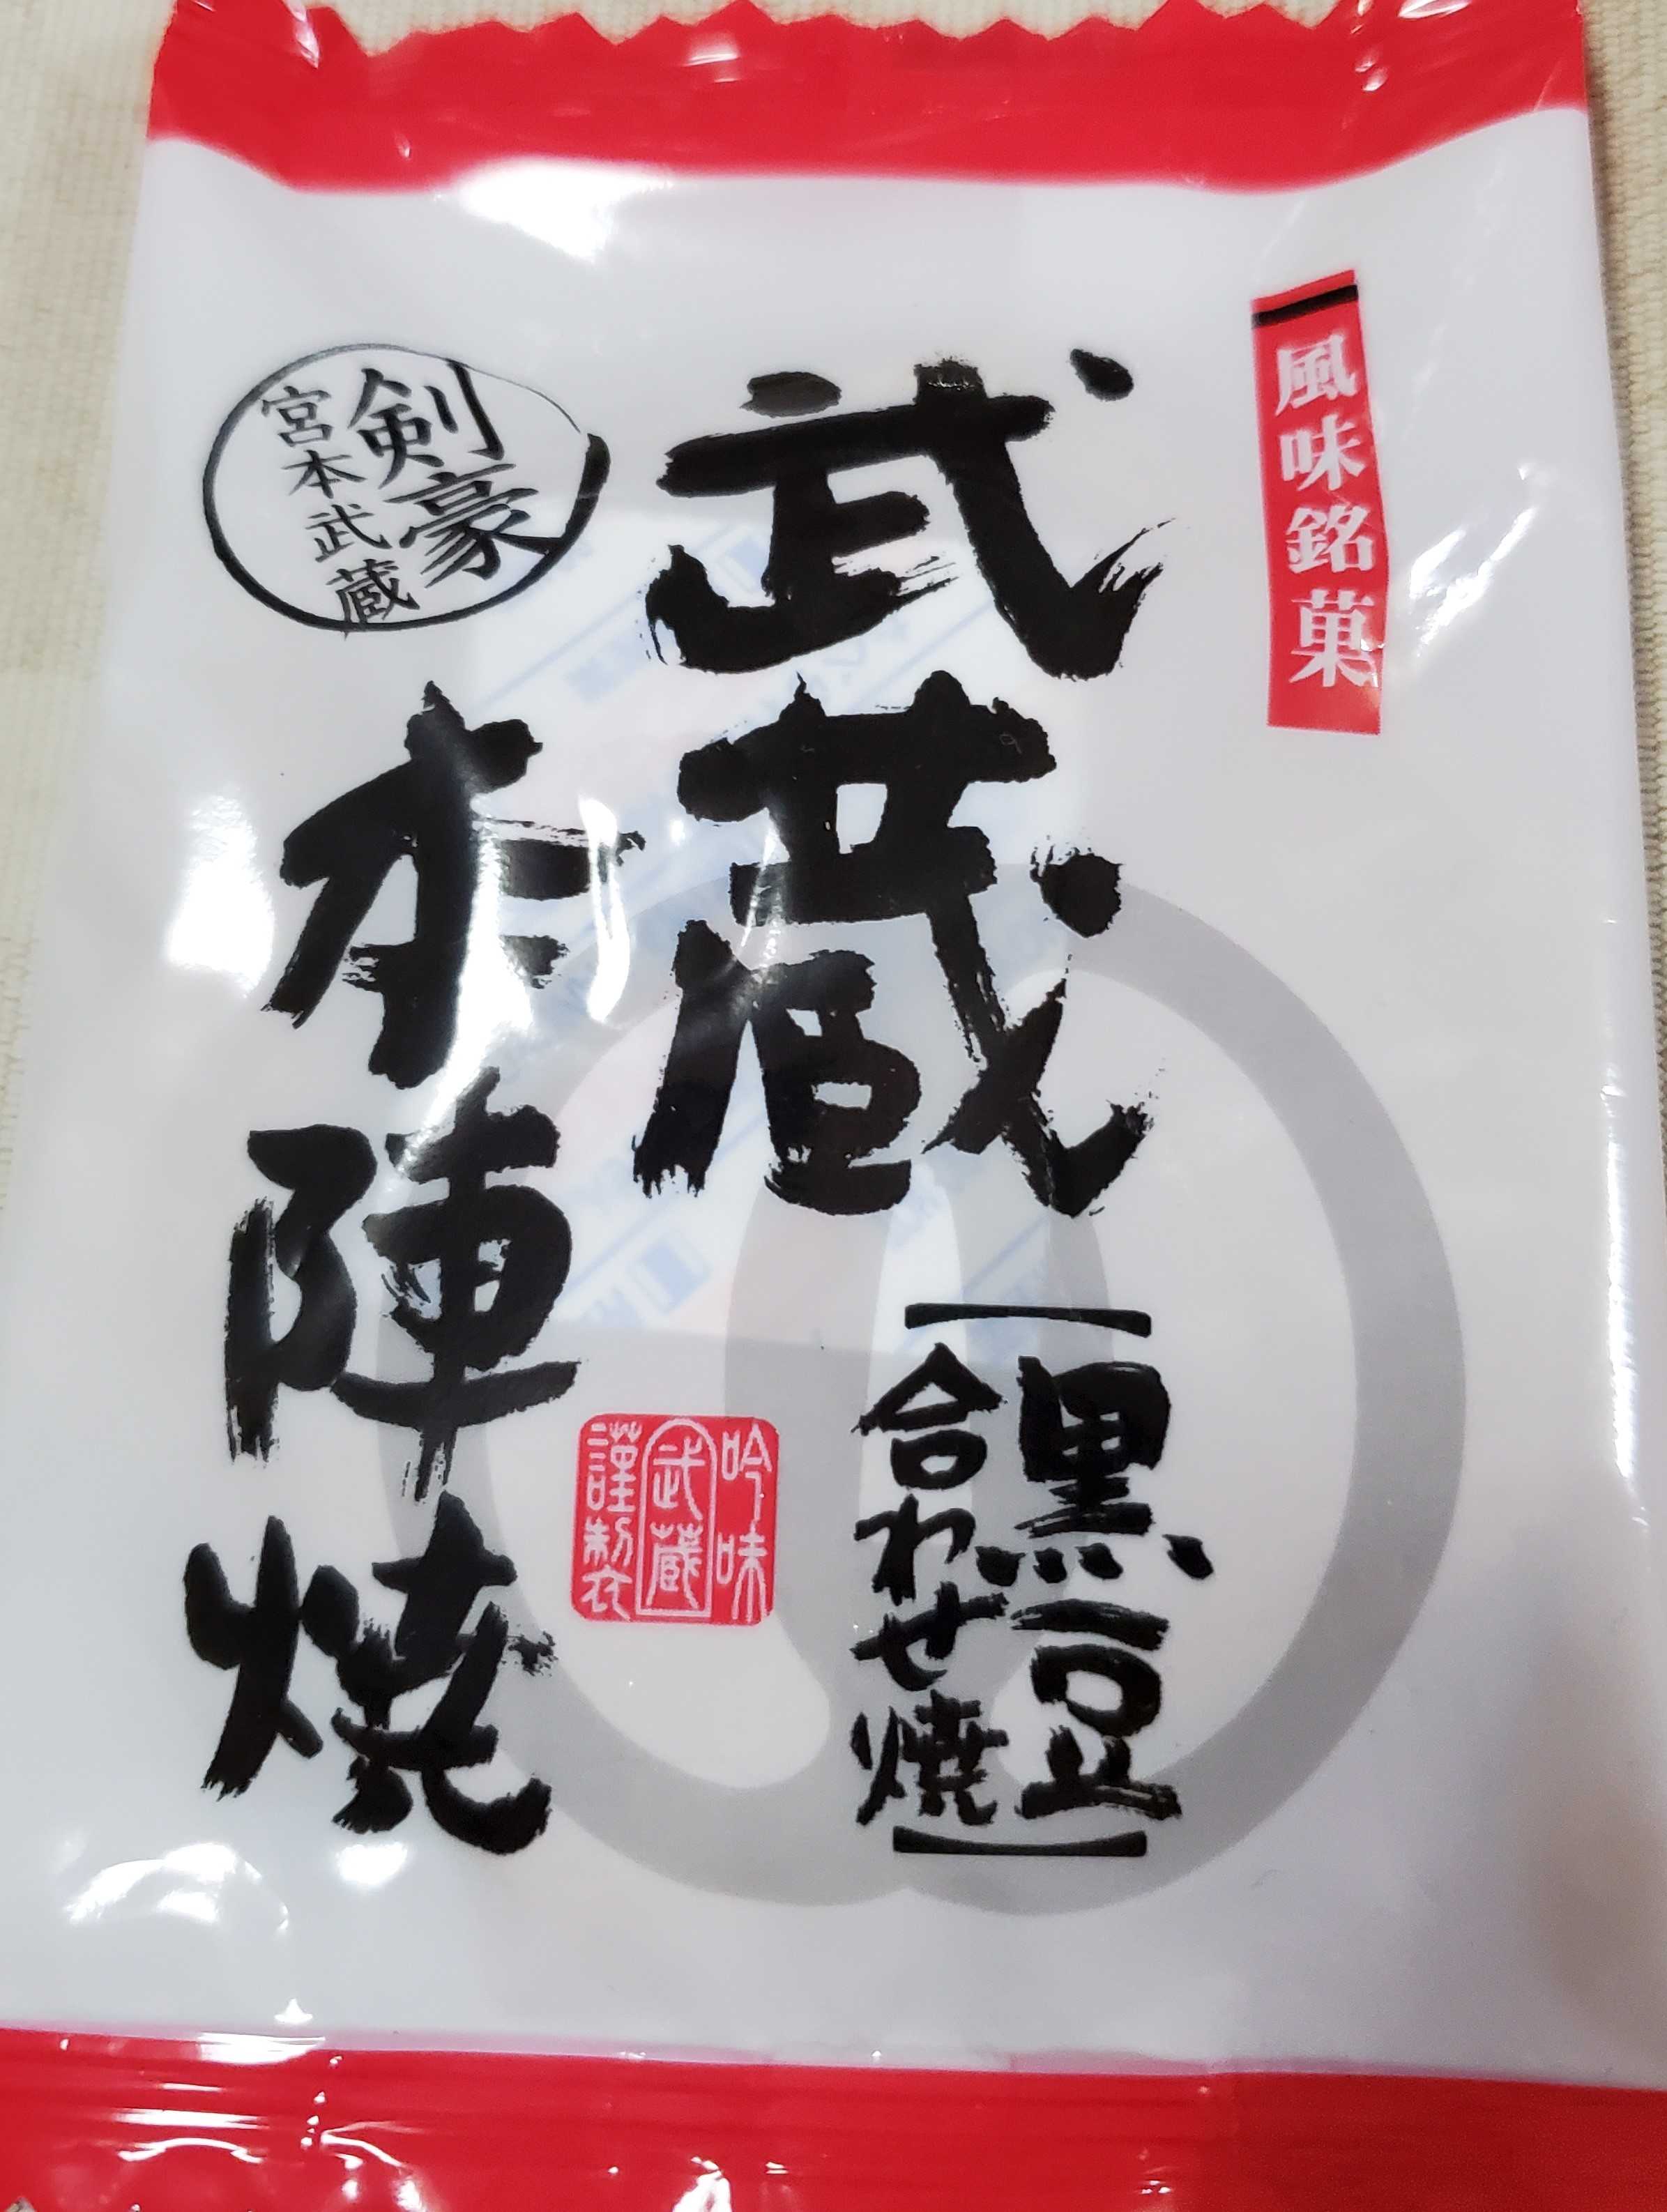 風味銘菓
武蔵
本陣焼
剣豪
宮本武蔵
【黒豆
合わせ焼】
吟味
武蔵
謹製